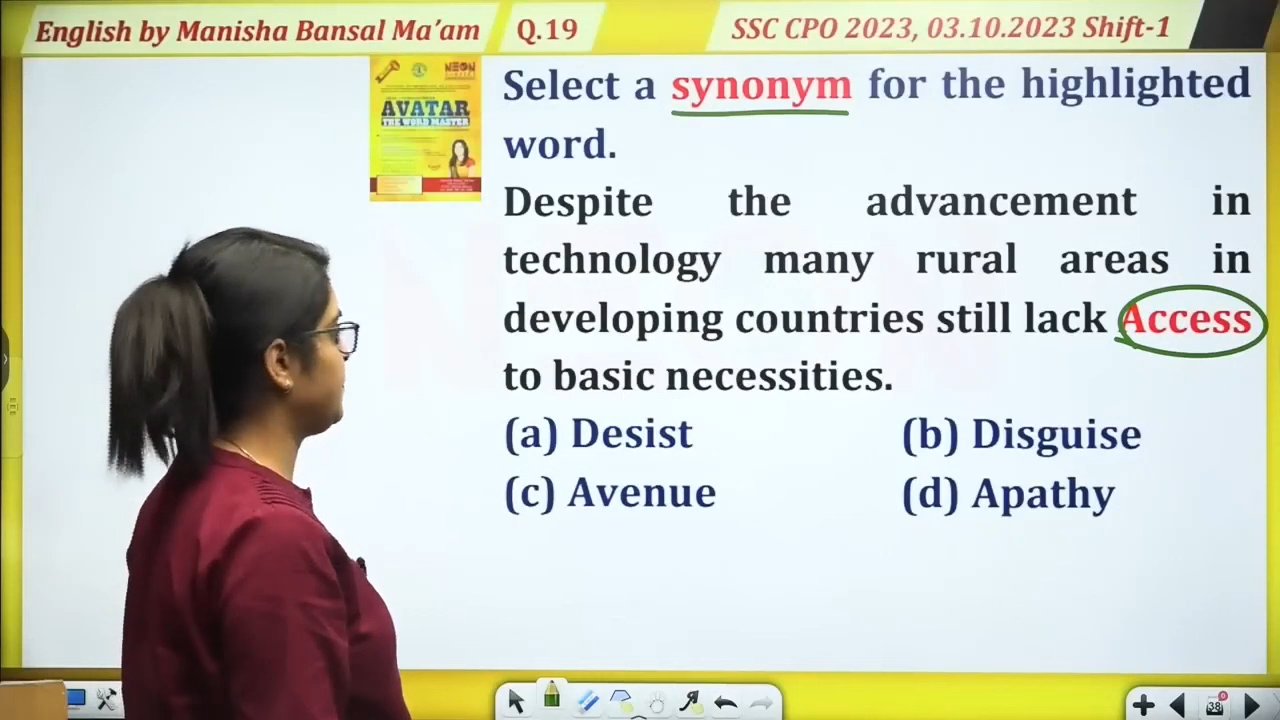 English by Manisha Bansal Ma'am Q.19 SSC CPO 2023, 03.10.2023 Shift-1
NEON
AVATAR
THE WORD MASTER
Select a synonym for the highlighted
word.
Despite the advancement in
technology many rural areas in
developing countries still lack Access
to basic necessities.
(a) Desist (b) Disguise
(c) Avenue (d) Apathy
38